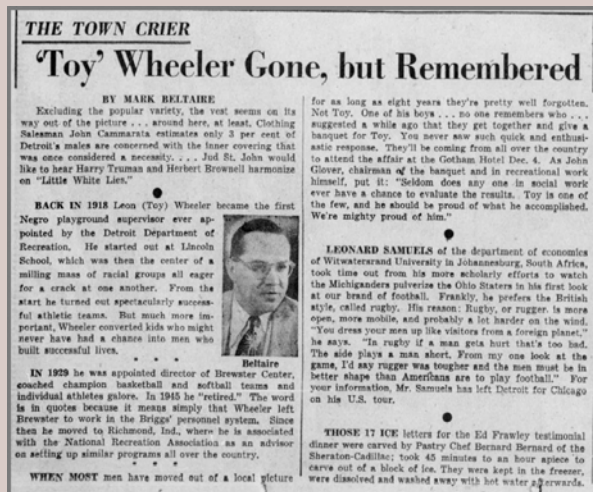 THE TOWN CRIER
'Toy' Wheeler Gone, but Remembered
BY MARK BELTAIRE
Excluding the popular variety, the vest seems on its
way out of the picture . . . around here, at least. Clothing
Salesman John Cammarata estimates only 3 per cent of
Detroit's males are concerned with the inner covering that
was once considered a necessity. . . . Jud St. John would
like to hear Harry Truman and Herbert Brownell harmonize
on "Little White Lies."
BACK IN 1918 Leon (Toy) Wheeler became the first
Negro playground supervisor ever ap-
pointed by the Detroit Department of
Recreation. He started out at Lincoln
School, which was then the center of a
milling mass of racial groups all eager
for a crack at one another. From the
start he turned out spectacularly success-
ful athletic teams. But much more im-
portant, Wheeler converted kids who might
never have had a chance into men who
built successful lives.
Beltaire
* * *
IN 1929 he was appointed director of Brewster Center,
coached champion basketball and softball teams and
individual athletes galore. In 1945 he "retired." The word
is in quotes because it means simply that Wheeler left
Brewster to work in the Briggs' personnel system. Since
then he moved to Richmond, Ind., where he is associated
with the National Recreation Association as an advisor
on setting up similar programs all over the country.
* * *
WHEN MOST men have moved out of a local picture
for as long as eight years they're pretty well forgotten.
Not Toy. One of his boys . . . no one remembers who . . .
suggested a while ago that they get together and give a
banquet for Toy. You never saw such quick and enthusi-
astic response. They'll be coming from all over the country
to attend the affair at the Gotham Hotel Dec. 4. As John
Glover, chairman of the banquet and in recreational work
himself, put it: "Seldom does any one in social work
ever have a chance to evaluate the results. Toy is one of
the few, and he should be proud of what he accomplished.
We're mighty proud of him."
LEONARD SAMUELS of the department of economics
of Witwatersrand University in Johannesburg, South Africa,
took time out from his more scholarly efforts to watch
the Michiganders pulverize the Ohio Staters in his first look
at our brand of football. Frankly, he prefers the British
style, called rugby. His reason: Rugby, or rugger, is more
open, more mobile, and probably a lot harder on the wind.
"You dress your men up like visitors from a foreign planet,"
he says. "In rugby if a man gets hurt that's too bad.
The side plays a man short. From my one look at the
game, I'd say rugger was tougher and the men must be in
better shape than Americans are to play football." For
your information, Mr. Samuels has left Detroit for Chicago
on his U.S. tour.
THOSE 17 ICE letters for the Ed Frawley testimonial
dinner were carved by Pastry Chef Bernard Bernard of the
Sheraton-Cadillac; took 45 minutes to an hour apiece to
carve out of a block of ice. They were kept in the freezer,
were dissolved and washed away with hot water afterwards.